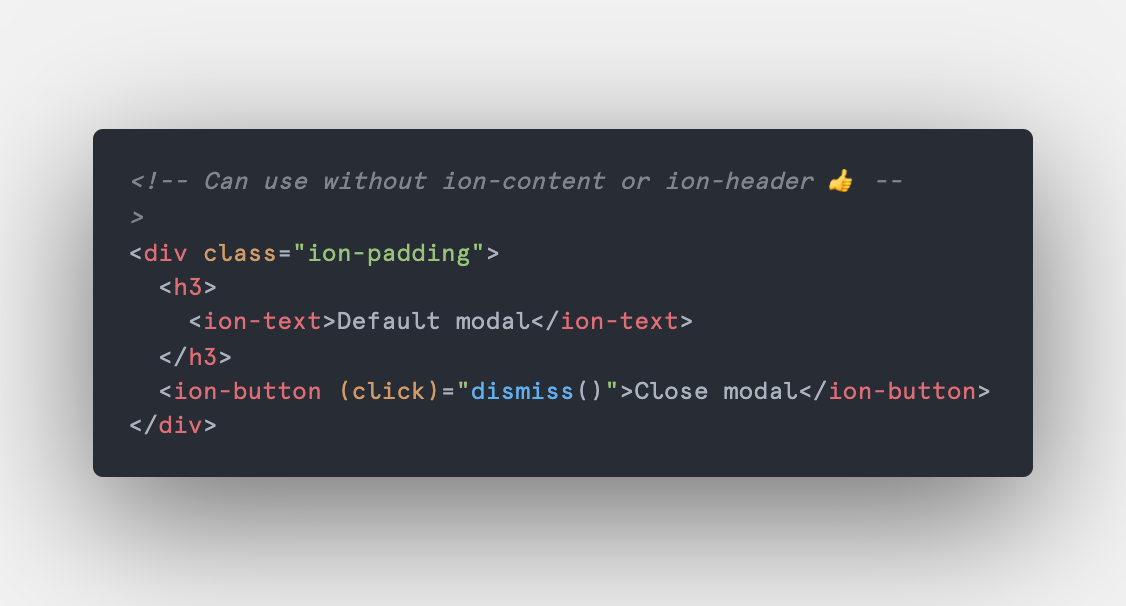 <!-- Can use without ion-content or ion-header 👍 --
>
<div class="ion-padding">
  <h3>
    <ion-text>Default modal</ion-text>
  </h3>
  <ion-button (click)="dismiss()">Close modal</ion-button>
</div>